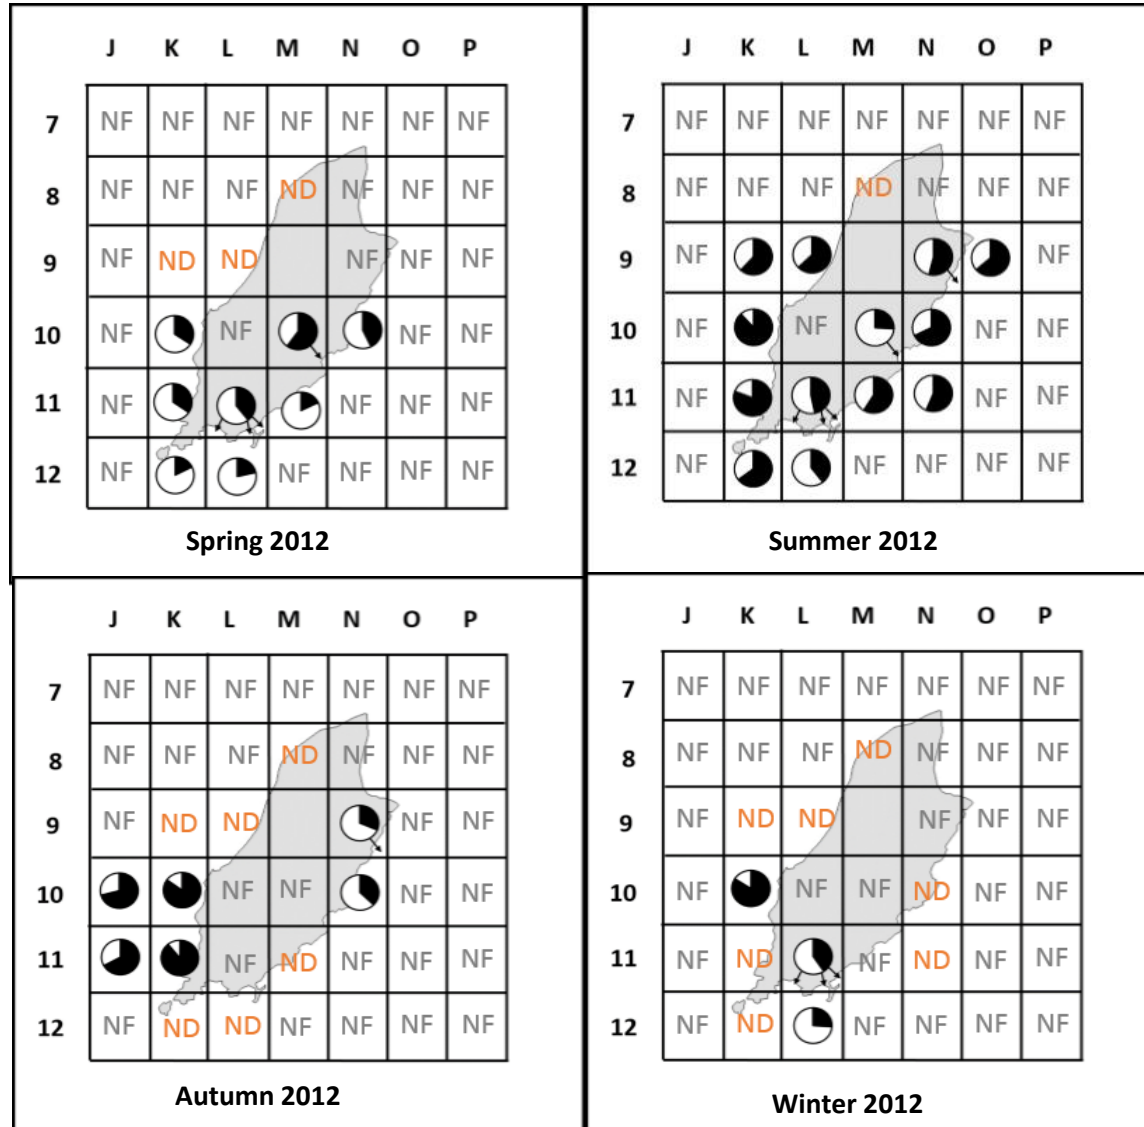 J K L M N O P
7 NF NF NF NF NF NF NF
8 NF NF NF ND NF NF NF
9 NF ND ND NF NF NF
10 NF NF NF NF
11 NF NF NF NF
12 NF NF NF NF NF
Spring 2012
J K L M N O P
7 NF NF NF NF NF NF NF
8 NF NF NF ND NF NF NF
9 NF NF
10 NF NF NF NF
11 NF NF NF
12 NF NF NF NF NF
Summer 2012
J K L M N O P
7 NF NF NF NF NF NF NF
8 NF NF NF ND NF NF NF
9 NF ND ND NF NF
10 NF NF NF NF
11 NF ND NF NF NF
12 NF ND ND NF NF NF NF
Autumn 2012
J K L M N O P
7 NF NF NF NF NF NF NF
8 NF NF NF ND NF NF NF
9 NF ND ND NF NF NF
10 NF NF NF ND NF NF
11 NF ND NF ND NF NF
12 NF ND NF NF NF NF
Winter 2012